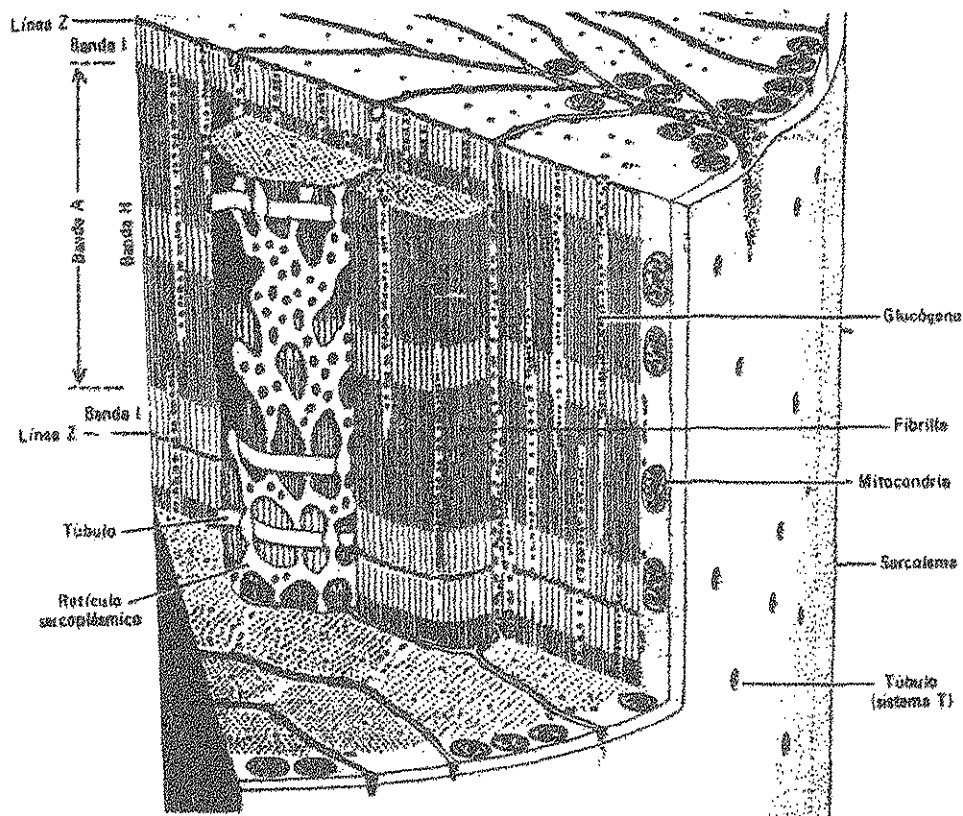 Línea Z
Banda I
Banda A
Banda H
Banda I
Línea Z
Túbulo
Retículo
sarcoplásmico
Glucógeno
Fibrilla
Mitocondria
Sarcolema
Túbulo
(sistema T)